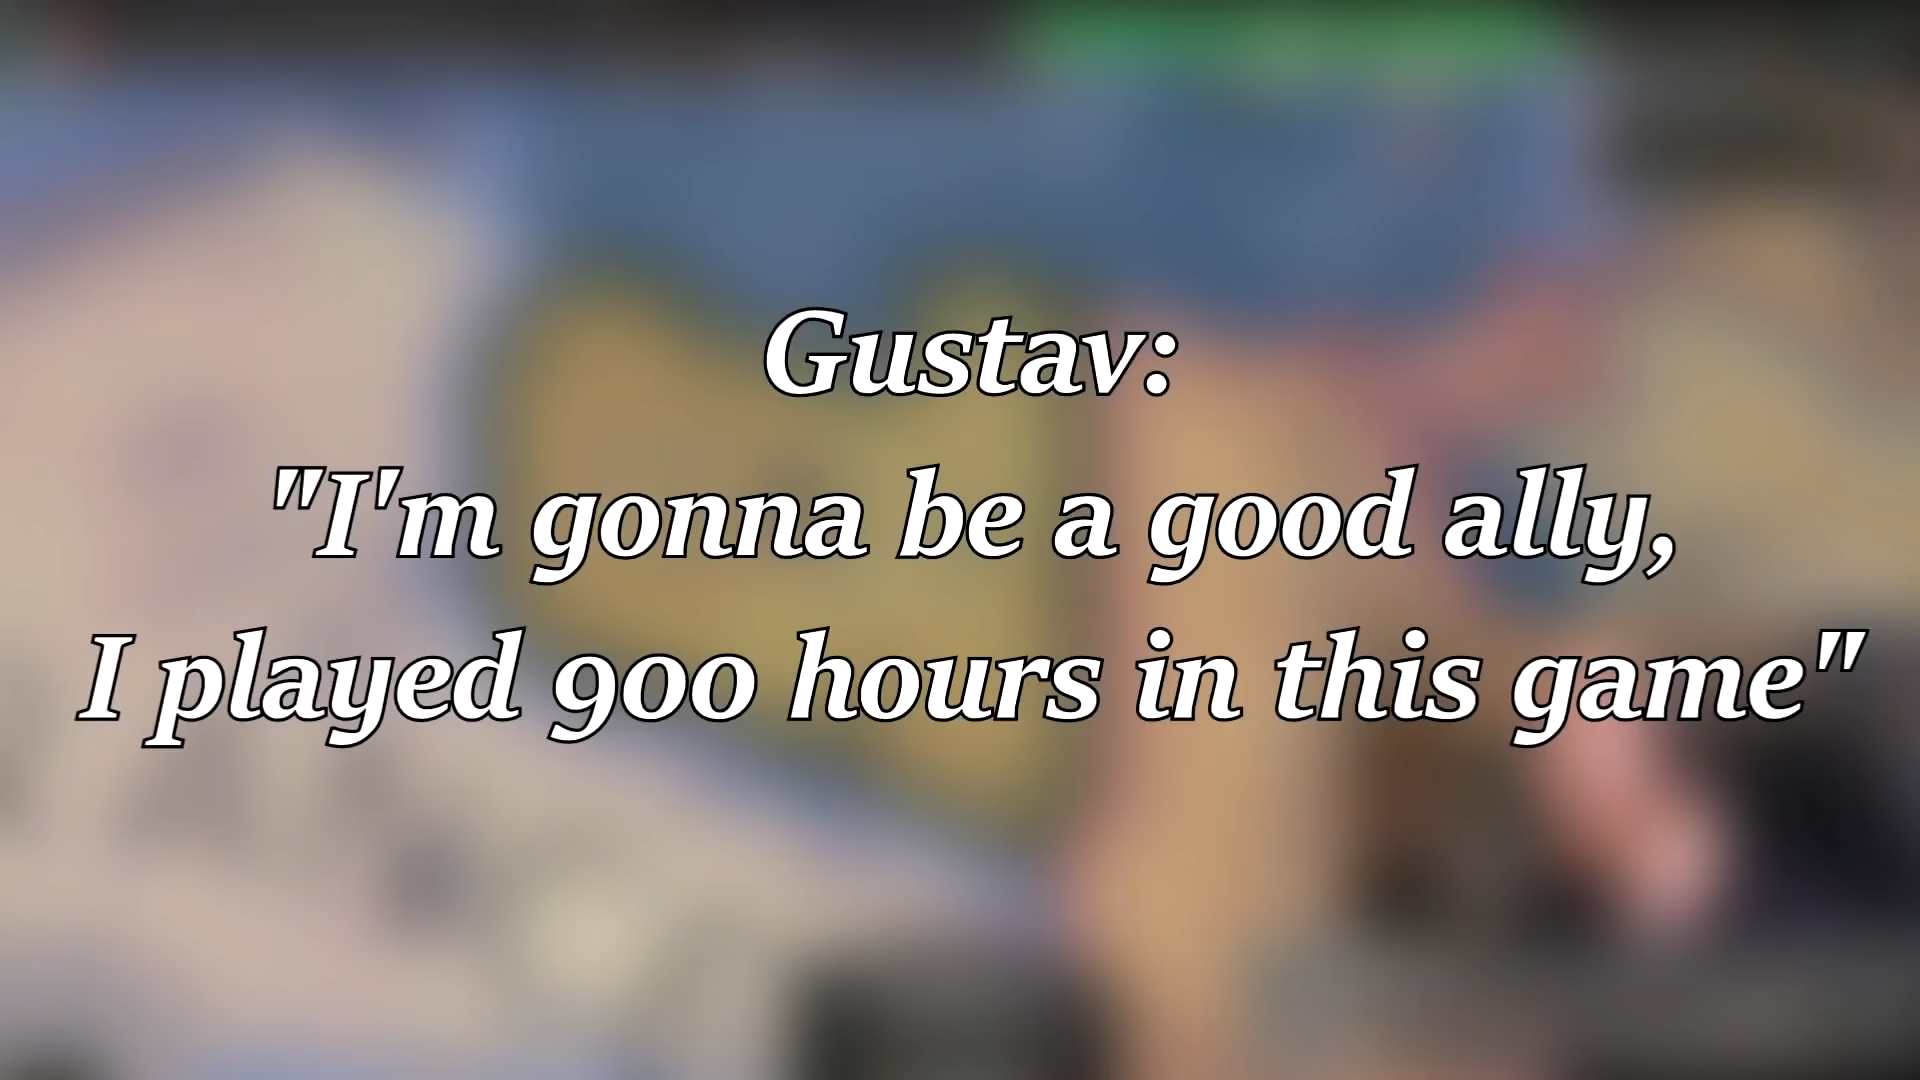 Gustav:
"I'm gonna be a good ally,
I played 900 hours in this game"